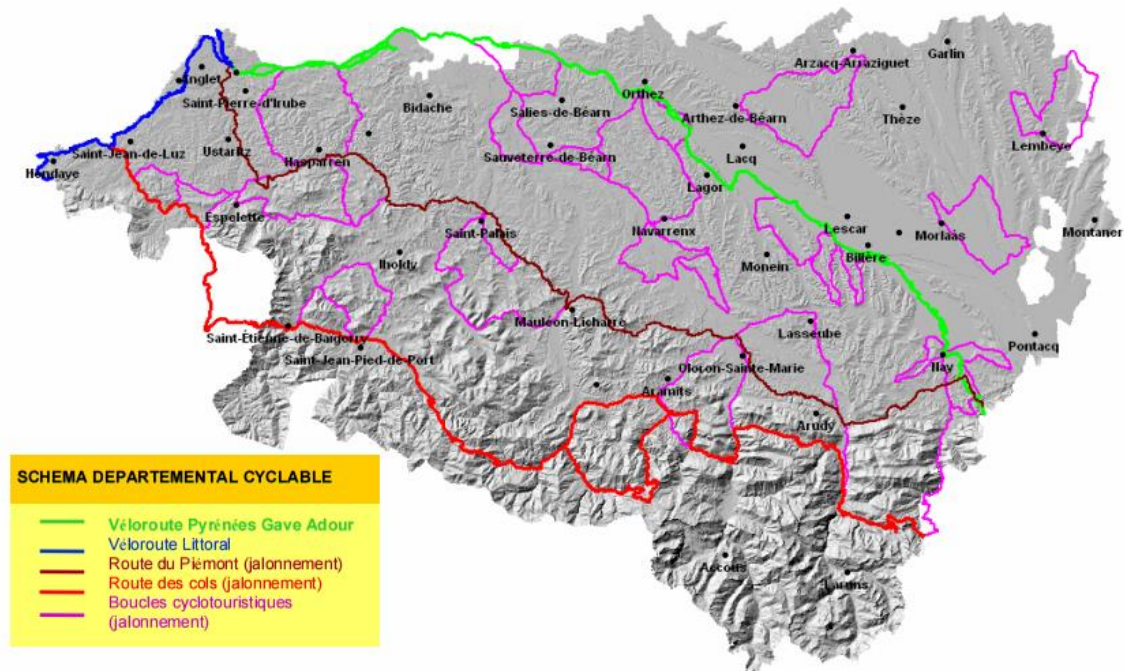 Garlin
Arzacq-Arraziguet
Anglet
Orthez
Saint-Pierre-d'Irube
Bidache
Salies-de-Béarn
Arthez-de-Béarn
Thèze
Saint-Jean-de-Luz
Ustaritz
Hasparren
Sauveterre-de-Béarn
Lacq
Lembeye
Hendaye
Lagor
Espelette
Saint-Palais
Navarrenx
Lescar
Morlaàs
Montaner
Iholdy
Monein
Billère
Mauléon-Licharre
Lasseube
Saint-Étienne-de-Baïgorry
Pontacq
Saint-Jean-Pied-de-Port
Oloron-Sainte-Marie
Nay
Aramits
Arudy
SCHEMA DEPARTEMENTAL CYCLABLE
Véloroute Pyrénées Gave Adour
Véloroute Littoral
Route du Piémont (jalonnement)
Route des cols (jalonnement)
Boucles cyclotouristiques
(jalonnement)
Accous
Laruns